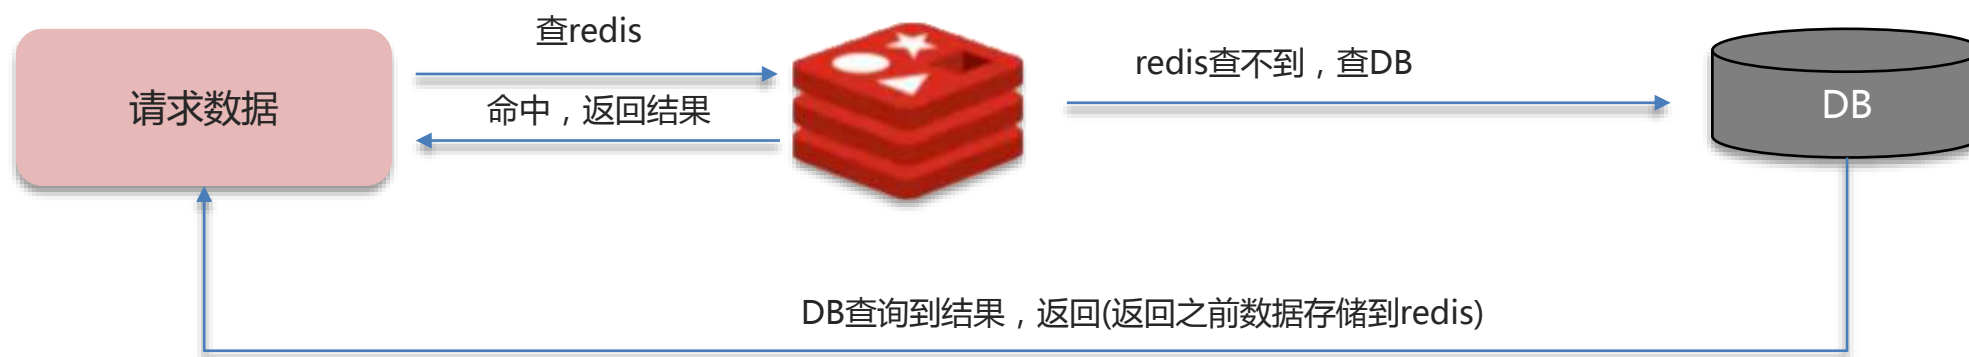 查redis
请求数据
命中，返回结果
redis查不到，查DB
DB
DB查询到结果，返回(返回之前数据存储到redis)